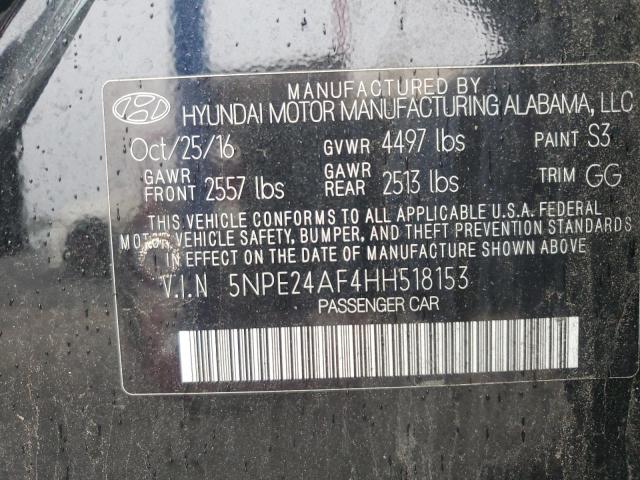 MANUFACTURED BY
HYUNDAI MOTOR MANUFACTURING ALABAMA, LLC
Oct/25/16 GVWR 4497 lbs PAINT S3
GAWR FRONT 2557 lbs GAWR REAR 2513 lbs TRIM GG
THIS VEHICLE CONFORMS TO ALL APPLICABLE U.S.A. FEDERAL
MOTOR VEHICLE SAFETY, BUMPER, AND THEFT PREVENTION
STANDARDS IN EFFECT ON THE DATE OF MANUFACTURE SHOWN ABOVE
V.I.N 5NPE24AF4HH518153
PASSENGER CAR